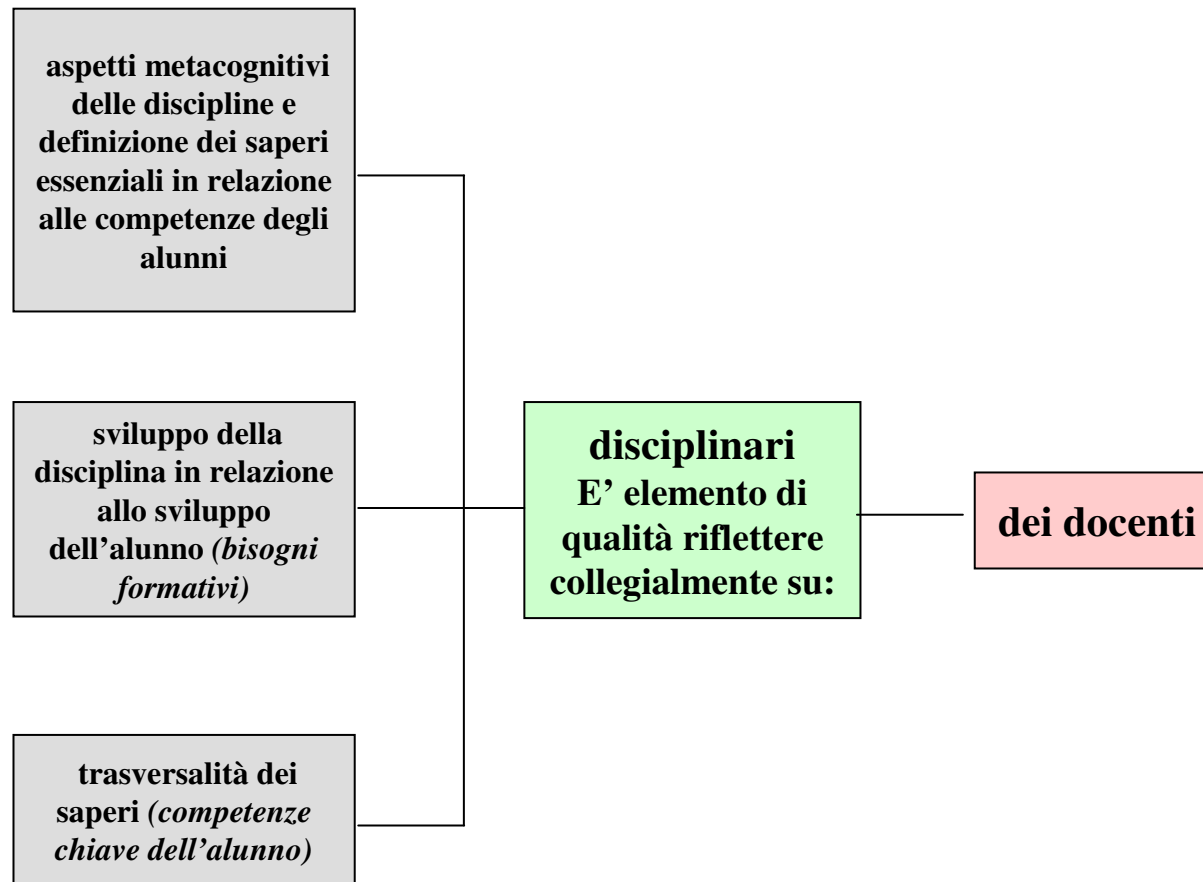 aspetti metacognitivi
delle discipline e
definizione dei saperi
essenziali in relazione
alle competenze degli
alunni
sviluppo della
disciplina in relazione
allo sviluppo
dell’alunno (bisogni
formativi)
trasversalità dei
saperi (competenze
chiave dell’alunno)
disciplinari
E’ elemento di
qualità riflettere
collegialmente su:
dei docenti